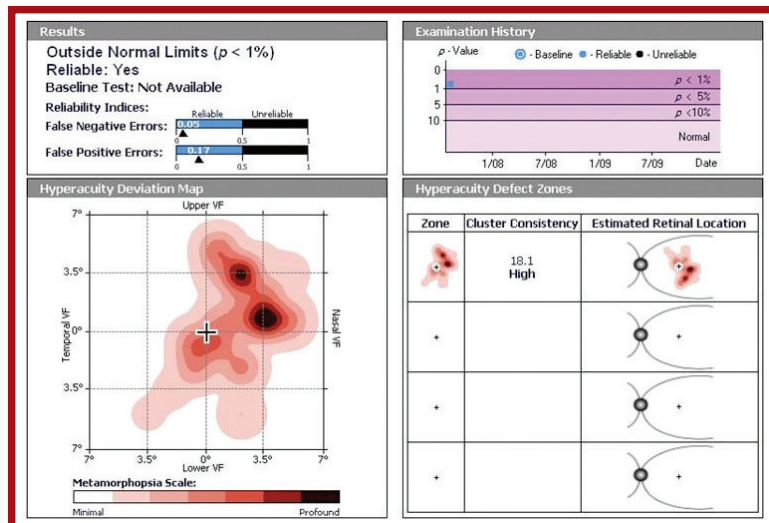 Results
Outside Normal Limits (p < 1%)
Reliable: Yes
Baseline Test: Not Available
Reliability Indices:
Reliable Unreliable
False Negative Errors: 0.05
0 0.5 1
False Positive Errors: 0.17
0 0.5 1
Examination History
p - Value - Baseline - Reliable - Unreliable
0
p < 1%
1
p < 5%
5
p <10%
10
Normal
1/08 7/08 1/09 7/09 Date
Hyperacuity Deviation Map
Upper VF
7°
3.5°
Temporal VF
0°
Nasal VF
3.5°
7°
7° 3.5° 0° 3.5° 7°
Lower VF
Metamorphopsia Scale:
Minimal Profound
Hyperacuity Defect Zones
Zone Cluster Consistency Estimated Retinal Location
18.1
High